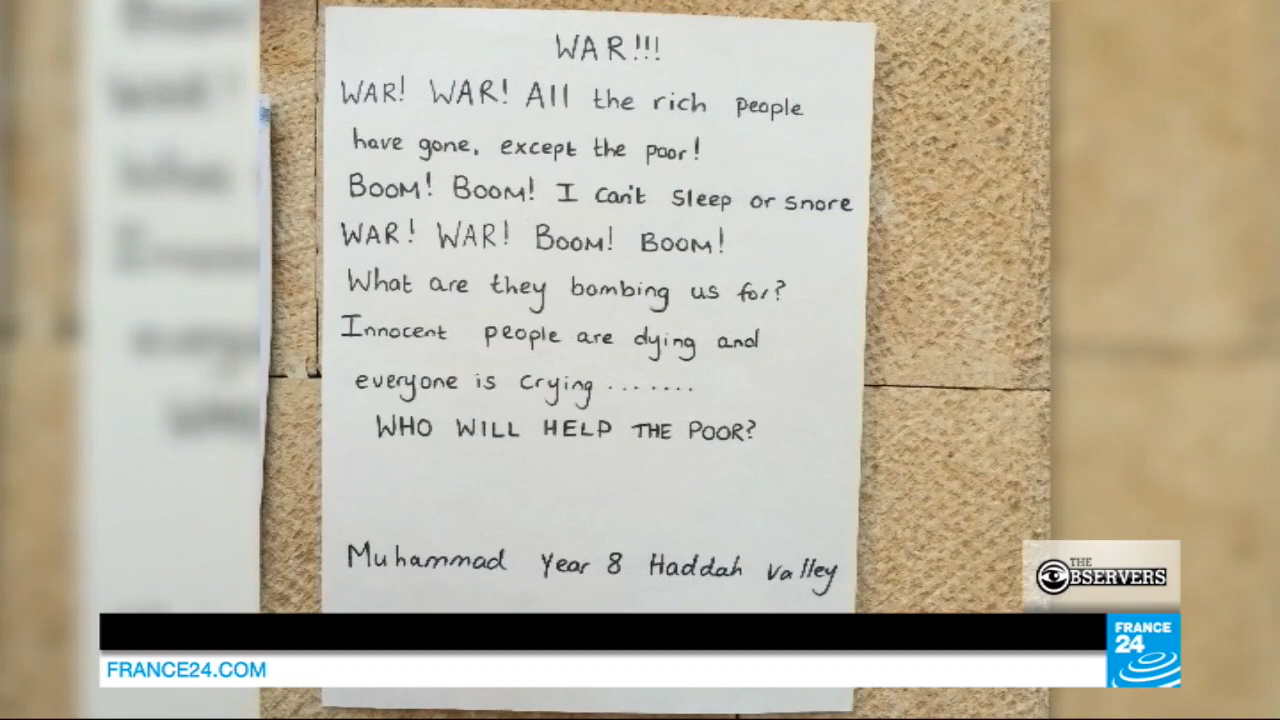 WAR!!!
WAR! WAR! All the rich people
have gone, except the poor!
BOOM! BOOM! I can't sleep or snore
WAR! WAR! BOOM! BOOM!
What are they bombing us for?
Innocent people are dying and
everyone is crying .......
WHO WILL HELP THE POOR?
Muhammad Year 8 Haddah valley
THE
OBSERVERS
FRANCE
24
FRANCE24.COM